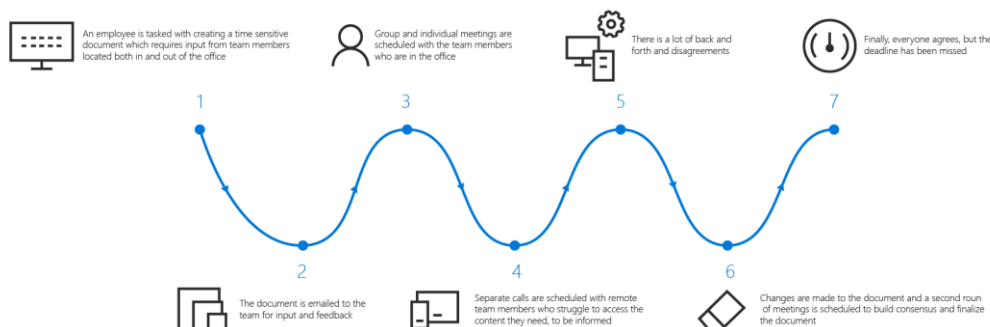 An employee is tasked with creating a time sensitive
document which requires input from team members
located both in and out of the office
Group and individual meetings are
scheduled with the team members
who are in the office
There is a lot of back and
forth and disagreements
Finally, everyone agrees, but the
deadline has been missed
1
3
5
7
2
4
6
The document is emailed to the
team for input and feedback
Separate calls are scheduled with remote
team members who struggle to access the
content they need, to be informed
Changes are made to the document and a second roun
of meetings is scheduled to build consensus and finalize
the document